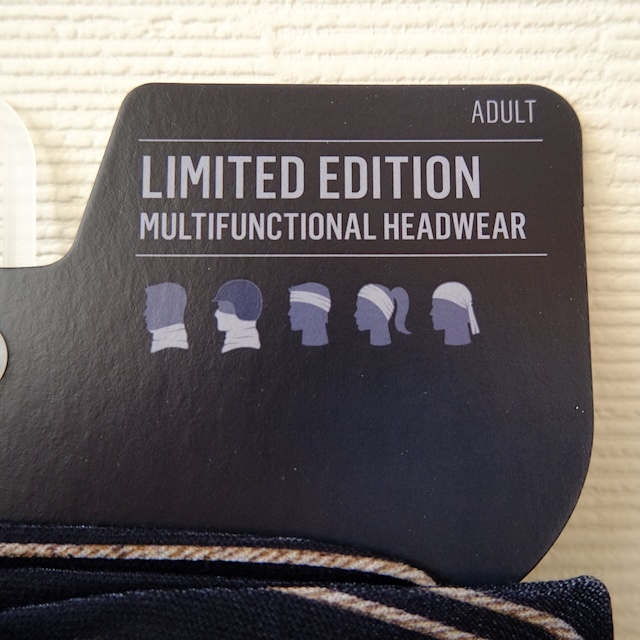 ADULT
LIMITED EDITION
MULTIFUNCTIONAL HEADWEAR